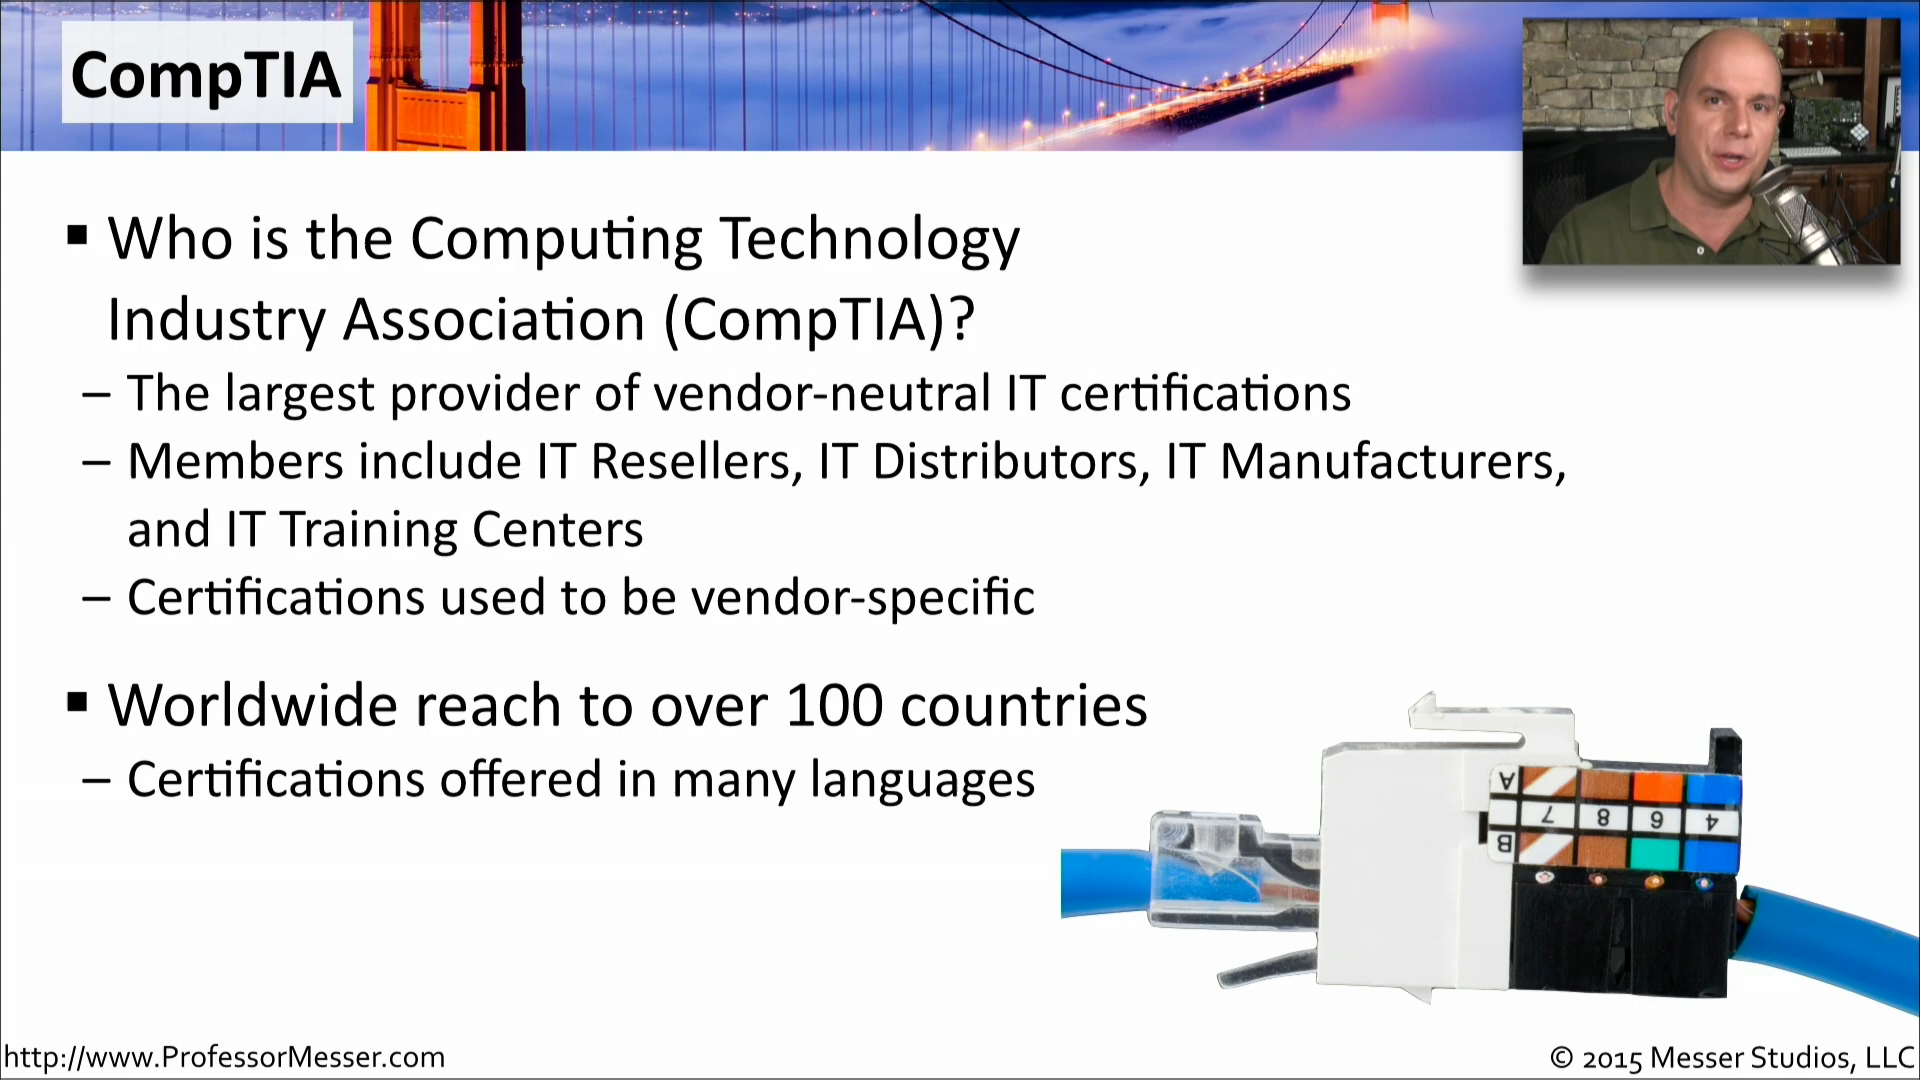 CompTIA
▪ Who is the Computing Technology
Industry Association (CompTIA)?
– The largest provider of vendor-neutral IT certifications
– Members include IT Resellers, IT Distributors, IT Manufacturers,
and IT Training Centers
– Certifications used to be vendor-specific
▪ Worldwide reach to over 100 countries
– Certifications offered in many languages
A
7 8 6 4
B
http://www.ProfessorMesser.com
© 2015 Messer Studios, LLC